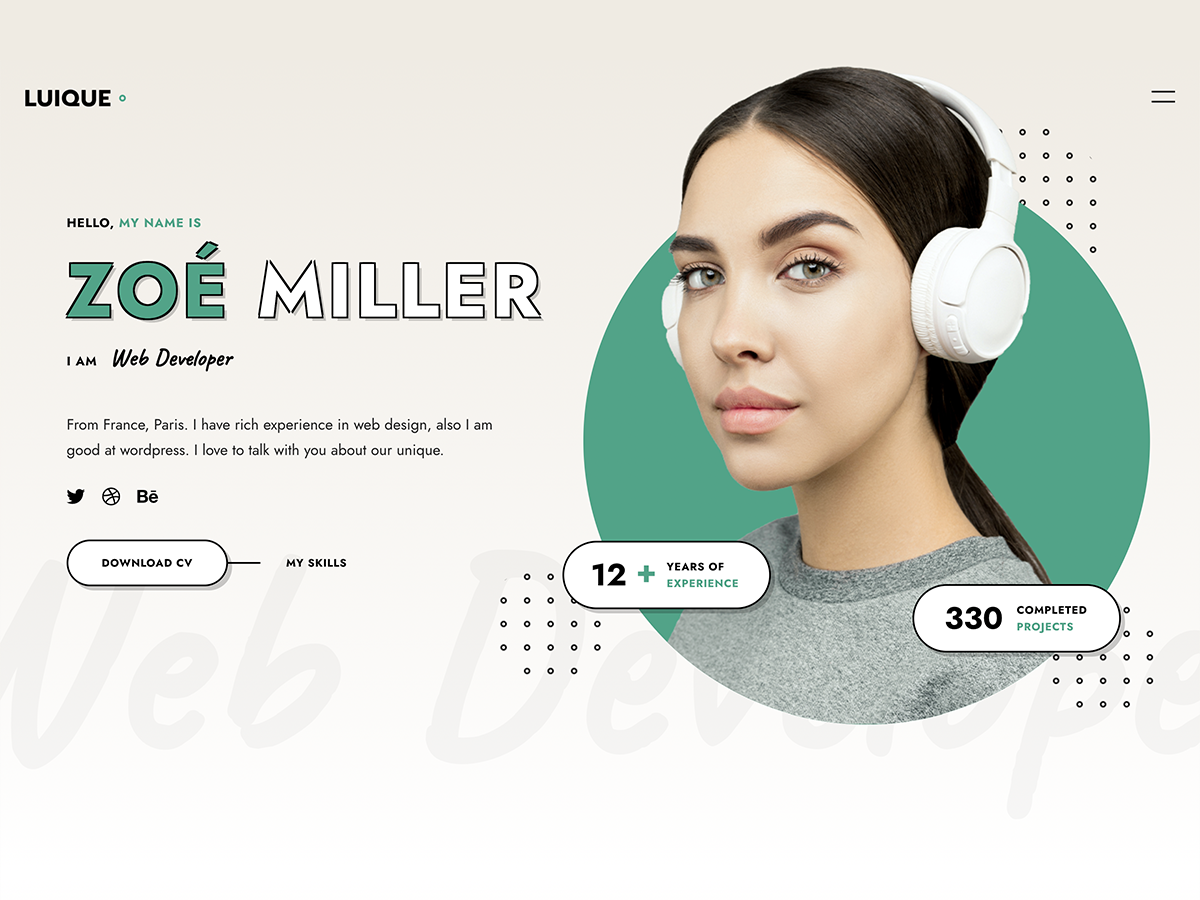 LUIQUE
HELLO, MY NAME IS
ZOÉ MILLER
I AM Web Developer
From France, Paris. I have rich experience in web design, also I am
good at wordpress. I love to talk with you about our unique.
Bē
DOWNLOAD CV
MY SKILLS
12 + YEARS OF
EXPERIENCE
330 COMPLETED
PROJECTS
Web Develope